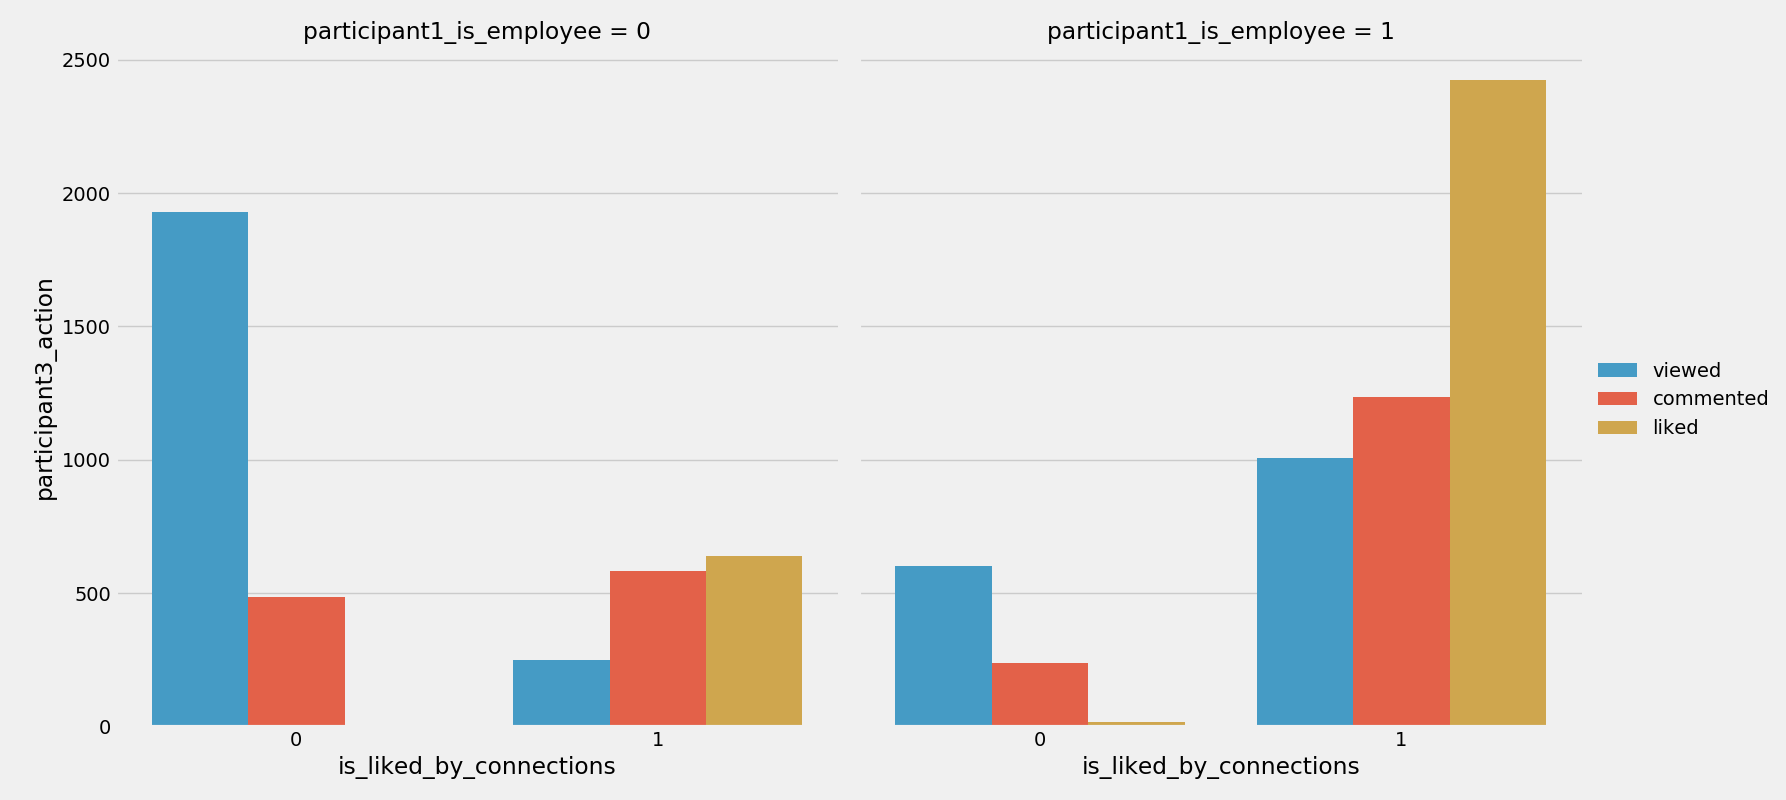 participant1_is_employee = 0
participant1_is_employee = 1
participant3_action
2500
2000
1500
1000
500
0
0
1
0
1
is_liked_by_connections
is_liked_by_connections
viewed
commented
liked